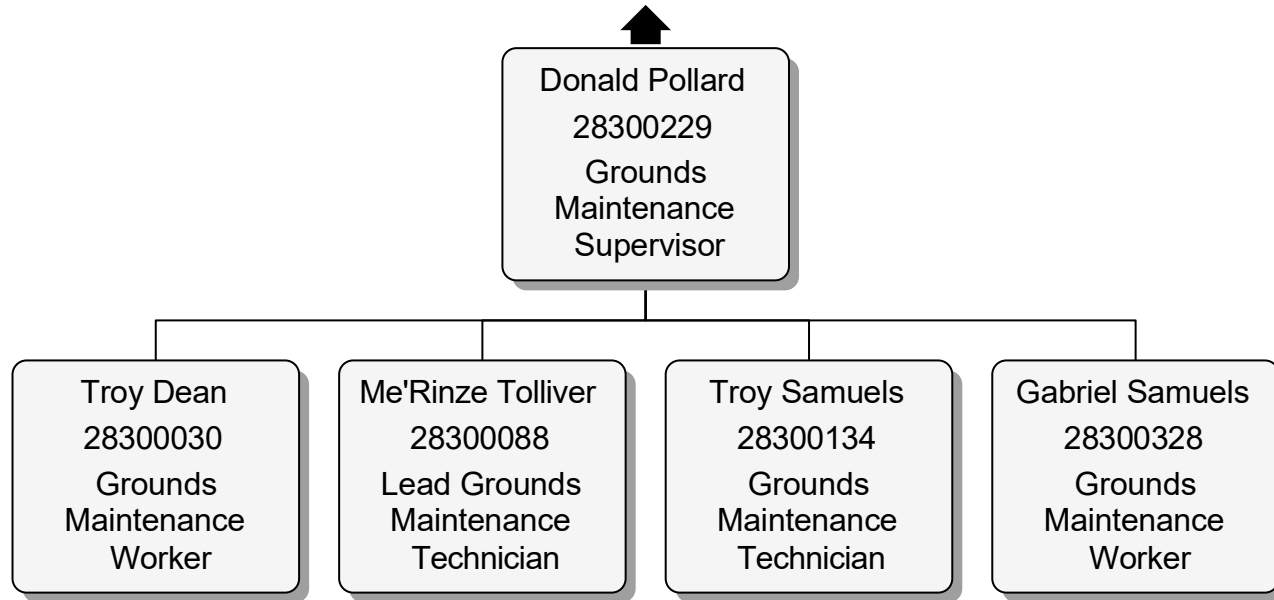 Donald Pollard
28300229
Grounds
Maintenance
Supervisor
Troy Dean
28300030
Grounds
Maintenance
Worker
Me'Rinze Tolliver
28300088
Lead Grounds
Maintenance
Technician
Troy Samuels
28300134
Grounds
Maintenance
Technician
Gabriel Samuels
28300328
Grounds
Maintenance
Worker